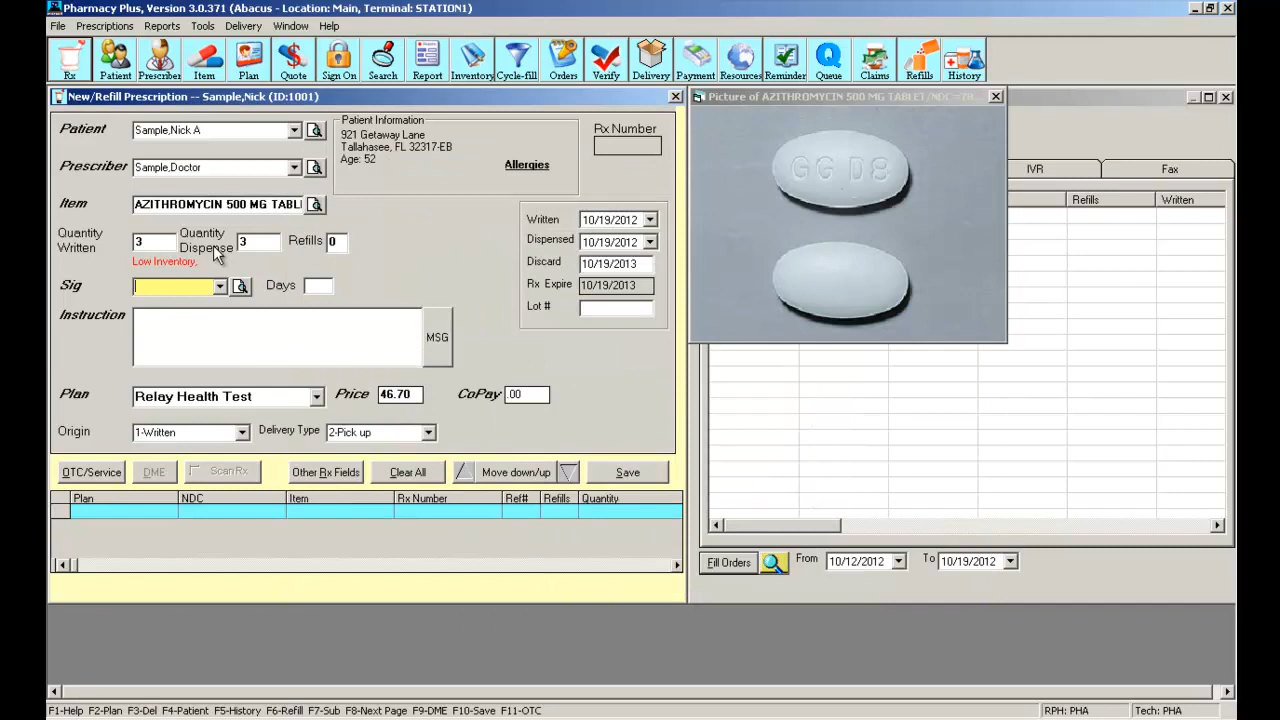 Pharmacy Plus, Version 3.0.371 (Abacus - Location: Main, Terminal: STATION1)
File Prescriptions Reports Tools Delivery Window Help
Rx Patient Prescriber Item Plan Quote Sign On Search Report Inventory Cycle-fill Orders Verify Delivery Payment Resources Reminder Queue Claims Refills History
New/Refill Prescription -- Sample,Nick (ID:1001)
Patient Sample,Nick A
Patient Information
921 Getaway Lane
Tallahasee, FL 32317-EB
Age: 52
Allergies
Rx Number
Prescriber Sample,Doctor
Item AZITHROMYCIN 500 MG TABL
Quantity Written 3 Quantity Dispense 3 Refills 0
Low Inventory,
Written 10/19/2012
Dispensed 10/19/2012
Discard 10/19/2013
Rx Expire 10/19/2013
Lot #
Sig Days
Instruction MSG
Plan Relay Health Test Price 46.70 CoPay .00
Origin 1-Written Delivery Type 2-Pick up
OTC/Service DME Scan Rx Other Rx Fields Clear All Move down/up Save
Plan NDC Item Rx Number Ref# Refills Quantity
Picture of AZITHROMYCIN 500 MG TABLET
GG D8
IVR Fax
Refills Written
Fill Orders From 10/12/2012 To 10/19/2012
F1-Help F2-Plan F3-Del F4-Patient F5-History F6-Refill F7-Sub F8-Next Page F9-DME F10-Save F11-OTC
RPH: PHA Tech: PHA